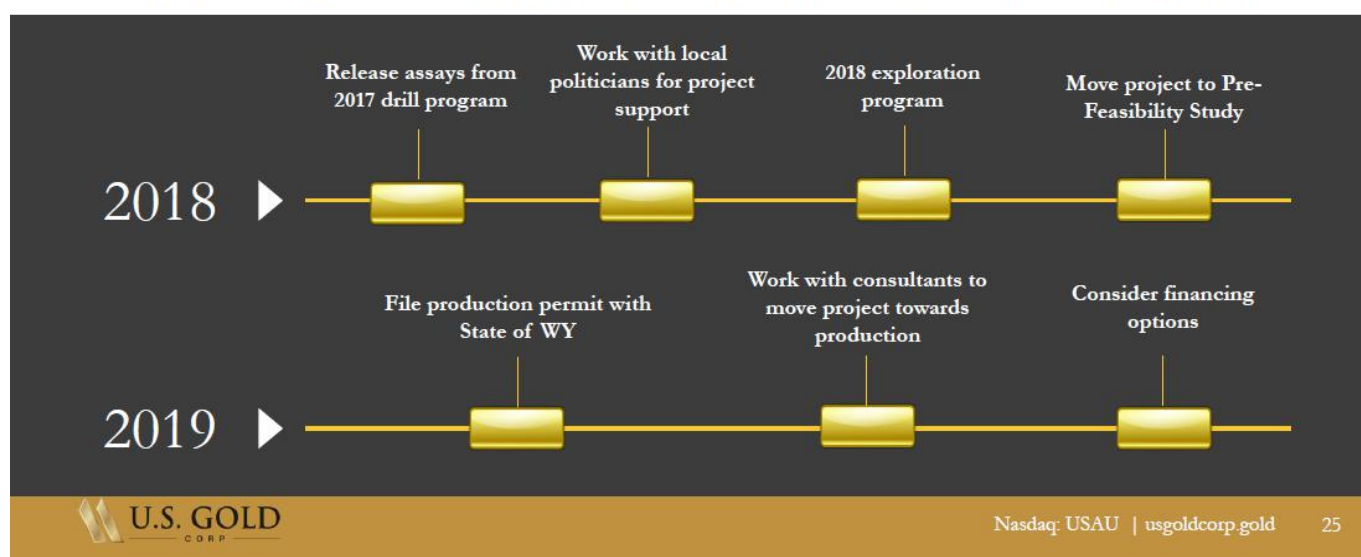 Release assays from
2017 drill program
Work with local
politicians for project
support
2018 exploration
program
Move project to Pre-
Feasibility Study
2018
File production permit with
State of WY
Work with consultants to
move project towards
production
Consider financing
options
2019
U.S. GOLD
CORP
Nasdaq: USAU | usgoldcorp.gold 25